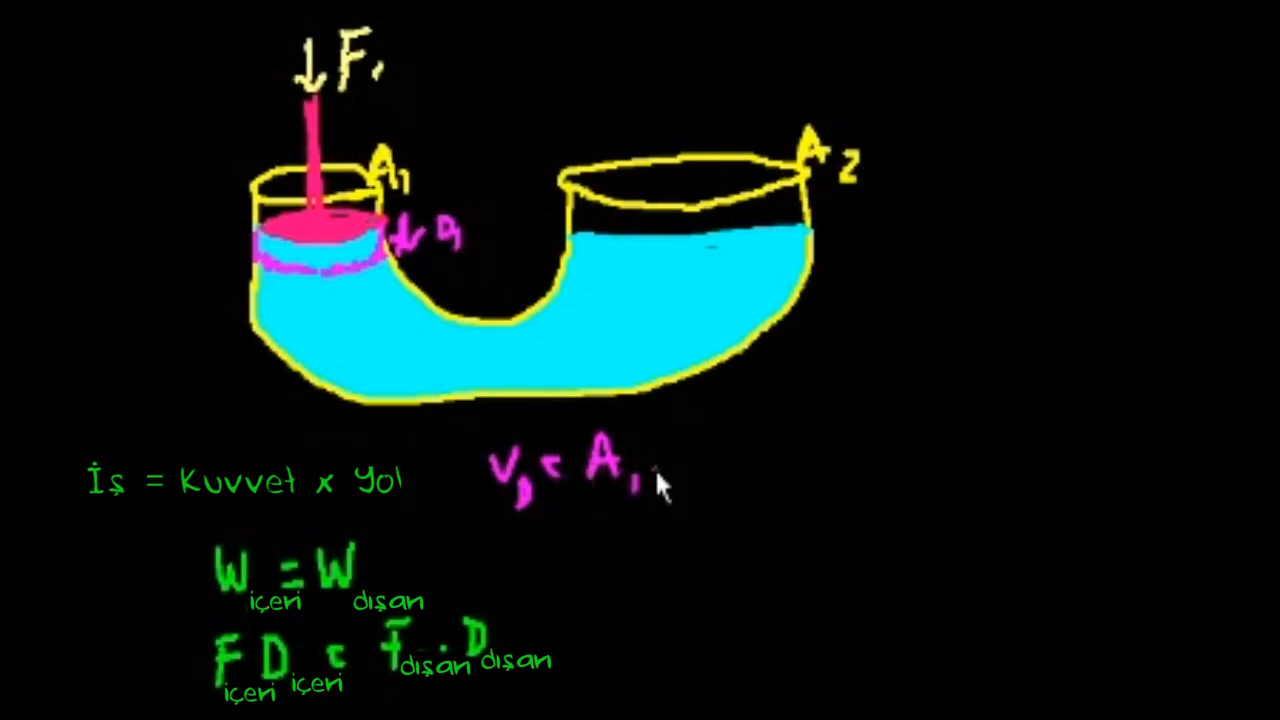 F₁
A₁
A₂
D₁
İş = Kuvvet x Yol
V₁ = A₁
W içeri = W dışarı
F içeri D içeri = F dışarı . D dışarı